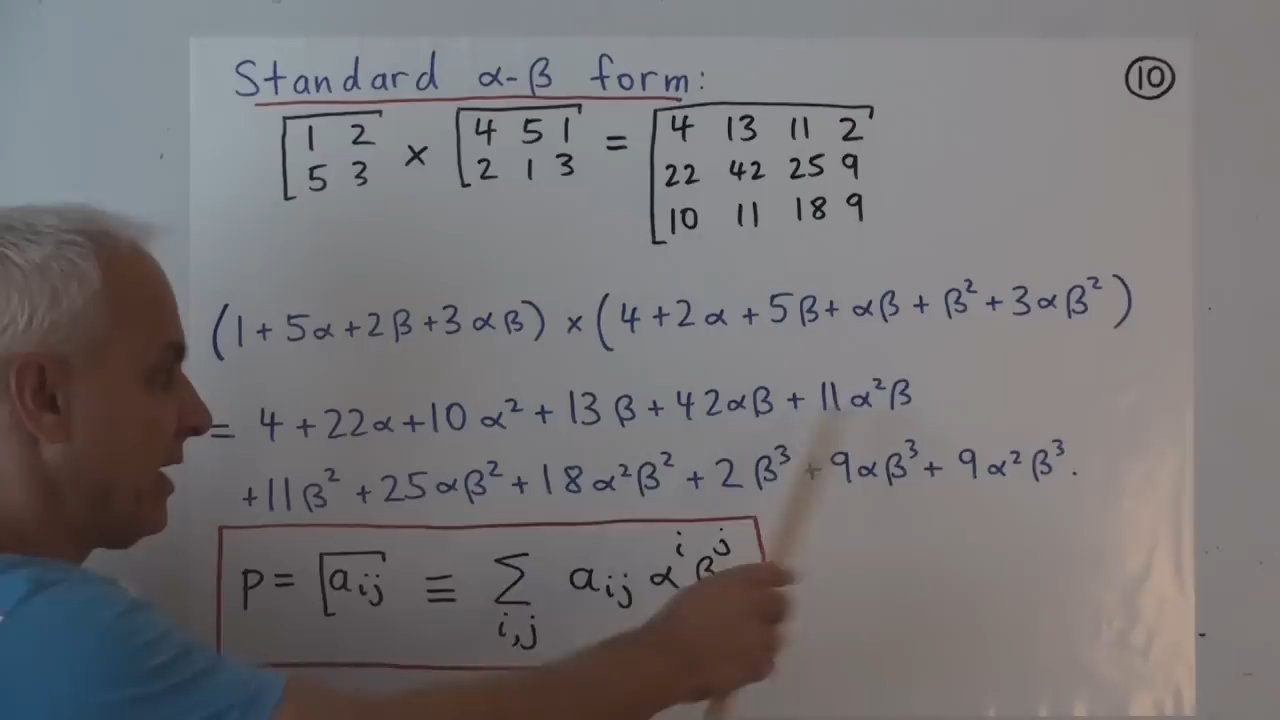 Standard α-β form:
10
1 2 × 4 5 1 = 4 13 11 2
5 3 2 1 3 22 42 25 9
10 11 18 9
(1+5α+2β+3αβ) × (4+2α+5β+αβ+β²+3αβ²)
= 4+22α+10α²+13β+42αβ+11α²β
+11β²+25αβ²+18α²β²+2β³+9αβ³+9α²β³.
p = [aij ≡ ∑i,j aij αⁱ βʲ